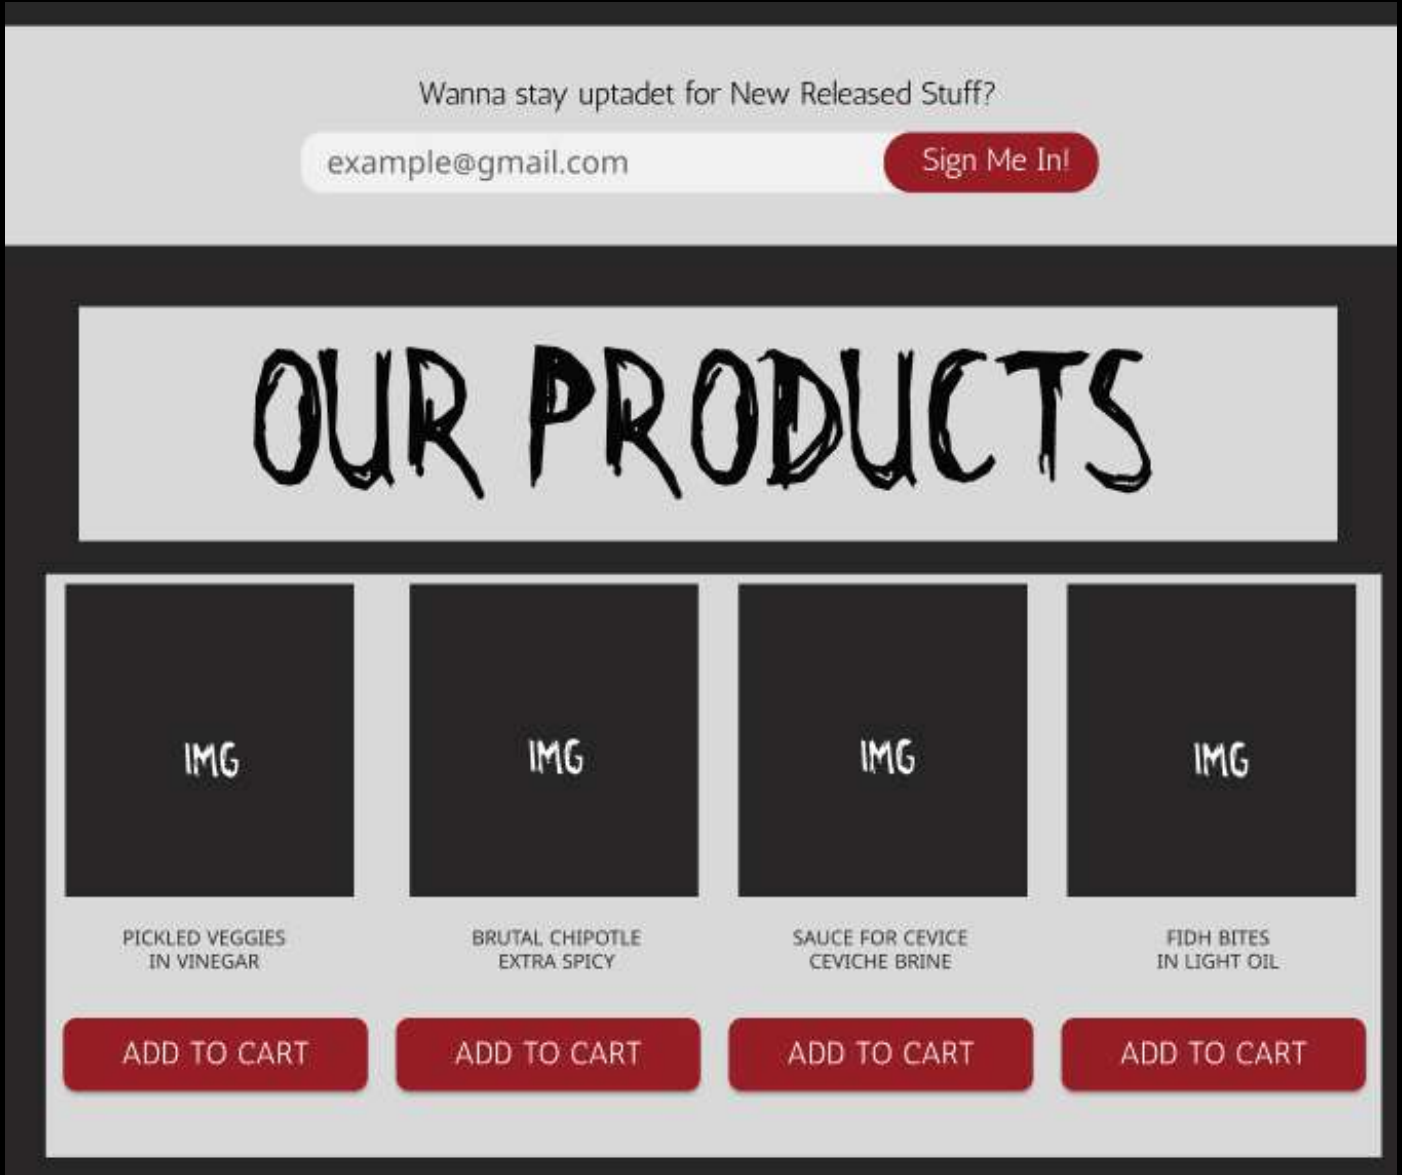 Wanna stay uptadet for New Released Stuff?
example@gmail.com
Sign Me In!
OUR PRODUCTS
IMG
IMG
IMG
IMG
PICKLED VEGGIES
IN VINEGAR
BRUTAL CHIPOTLE
EXTRA SPICY
SAUCE FOR CEVICE
CEVICHE BRINE
FIDH BITES
IN LIGHT OIL
ADD TO CART
ADD TO CART
ADD TO CART
ADD TO CART